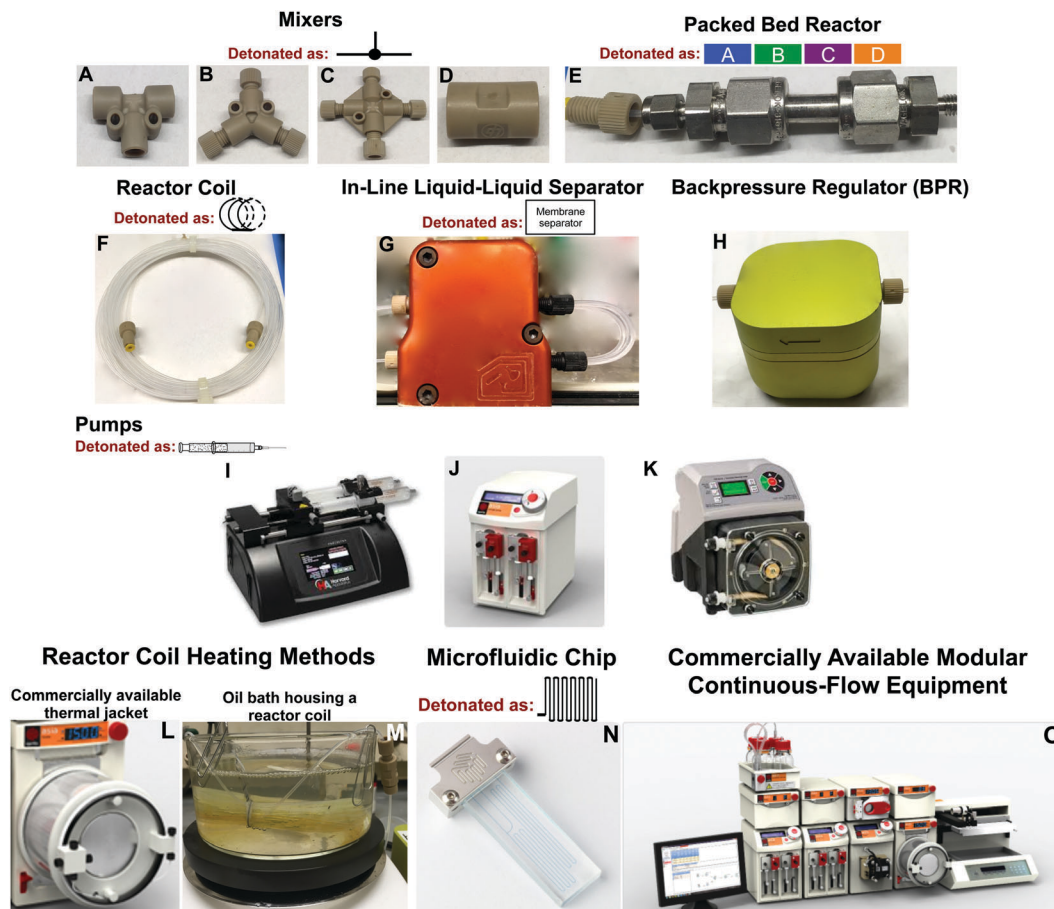 Mixers
Detonated as:
Packed Bed Reactor
Detonated as: A B C D
A
B
C
D
E
Reactor Coil
Detonated as:
In-Line Liquid-Liquid Separator
Detonated as: Membrane
separator
Backpressure Regulator (BPR)
F
G
H
Pumps
Detonated as:
I
J
K
Reactor Coil Heating Methods
Commercially available
thermal jacket
Oil bath housing a
reactor coil
Microfluidic Chip
Detonated as:
Commercially Available Modular
Continuous-Flow Equipment
L
M
N
O